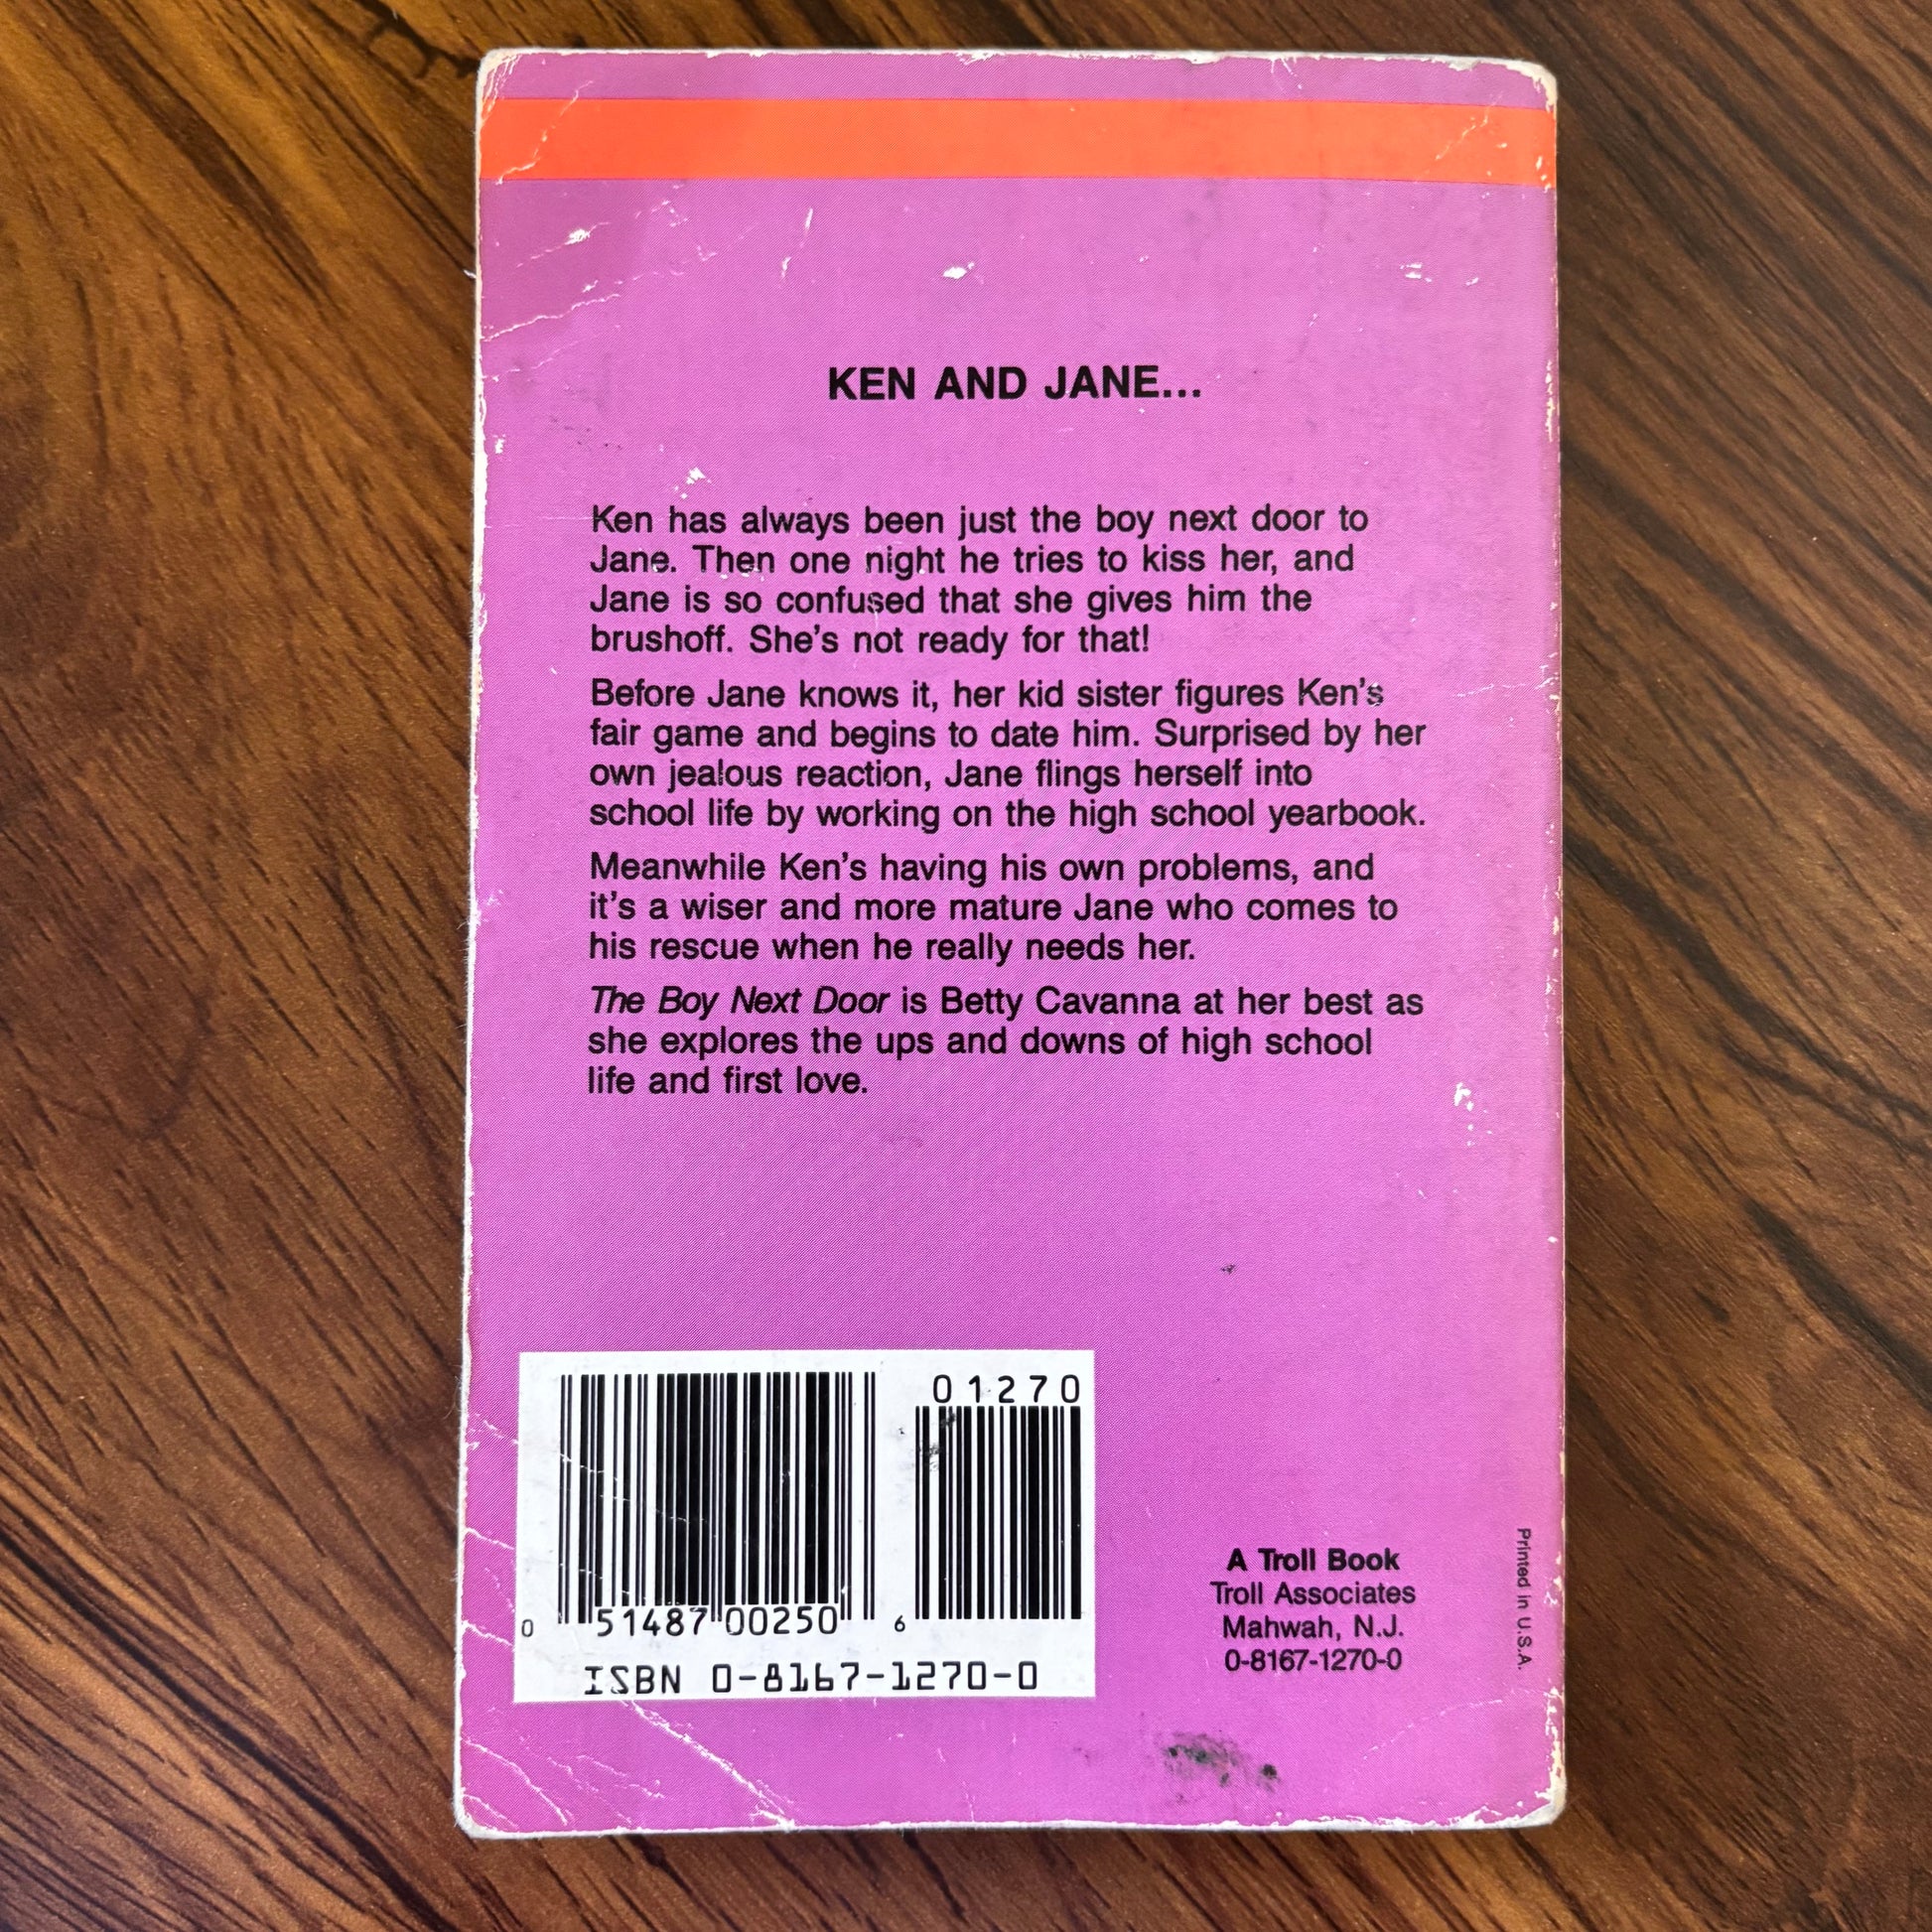 KEN AND JANE...
Ken has always been just the boy next door to
Jane. Then one night he tries to kiss her, and
Jane is so confused that she gives him the
brushoff. She's not ready for that!
Before Jane knows it, her kid sister figures Ken's
fair game and begins to date him. Surprised by her
own jealous reaction, Jane flings herself into
school life by working on the high school yearbook.
Meanwhile Ken's having his own problems, and
it's a wiser and more mature Jane who comes to
his rescue when he really needs her.
The Boy Next Door is Betty Cavanna at her best as
she explores the ups and downs of high school
life and first love.
01270
0 51487 00250 6
ISBN 0-8167-1270-0
A Troll Book
Troll Associates
Mahwah, N.J.
0-8167-1270-0
Printed in U.S.A.